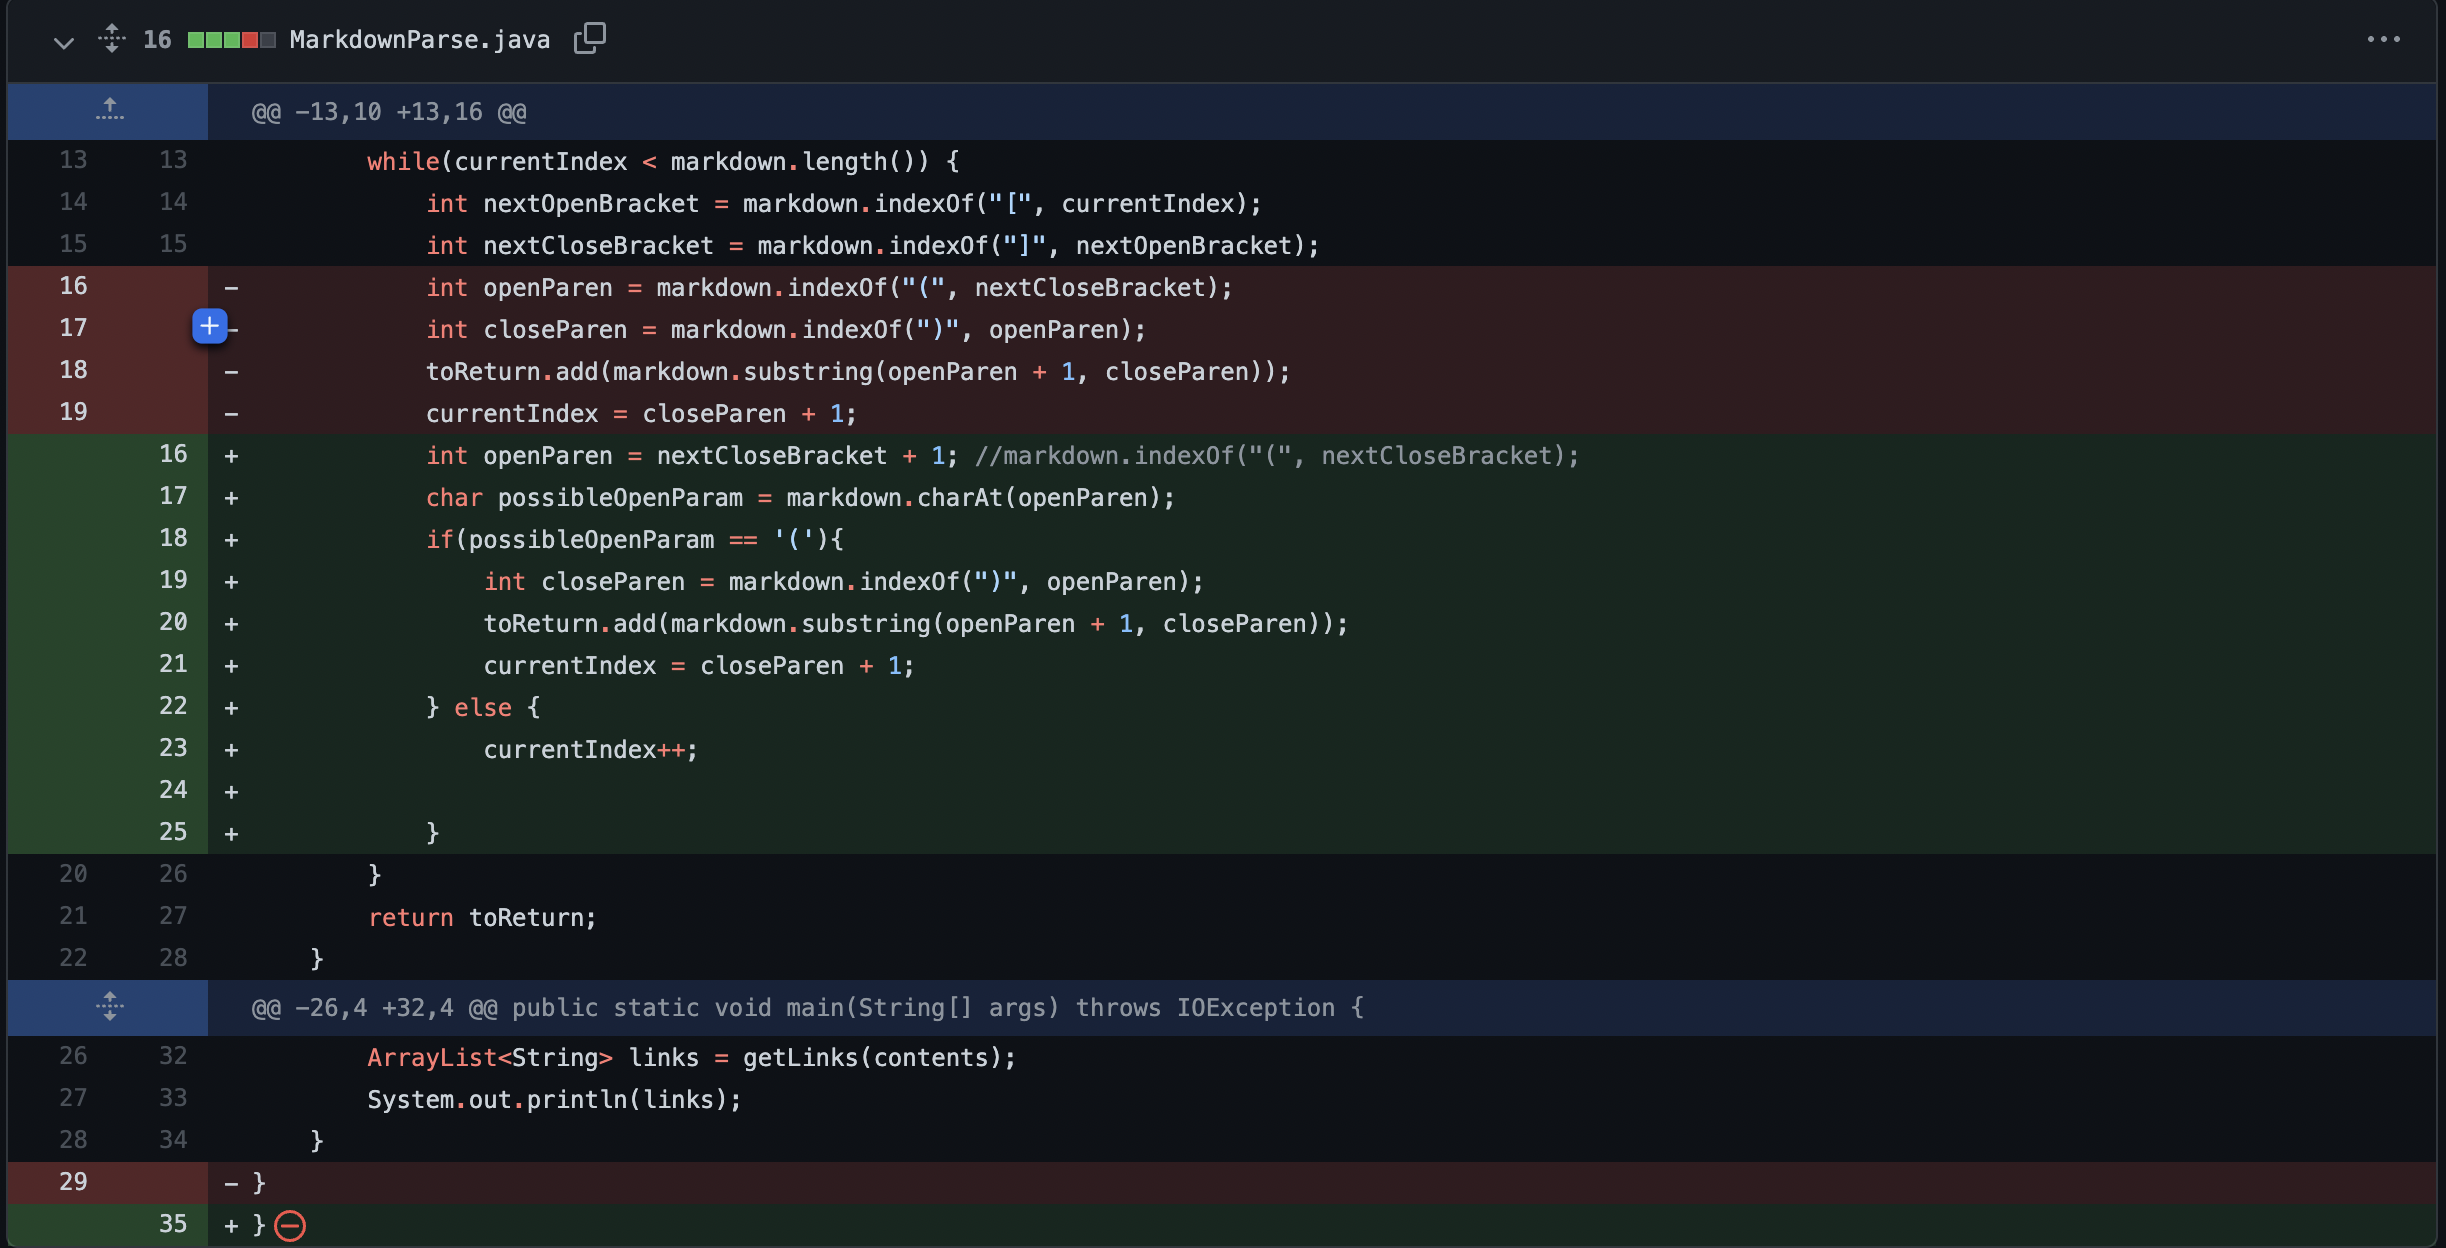 16 MarkdownParse.java
@@ -13,10 +13,16 @@
13 13 while(currentIndex < markdown.length()) {
14 14 int nextOpenBracket = markdown.indexOf("[", currentIndex);
15 15 int nextCloseBracket = markdown.indexOf("]", nextOpenBracket);
16 - int openParen = markdown.indexOf("(", nextCloseBracket);
17 - int closeParen = markdown.indexOf(")", openParen);
18 - toReturn.add(markdown.substring(openParen + 1, closeParen));
19 - currentIndex = closeParen + 1;
16 + int openParen = nextCloseBracket + 1; //markdown.indexOf("(", nextCloseBracket);
17 + char possibleOpenParam = markdown.charAt(openParen);
18 + if(possibleOpenParam == '('){
19 + int closeParen = markdown.indexOf(")", openParen);
20 + toReturn.add(markdown.substring(openParen + 1, closeParen));
21 + currentIndex = closeParen + 1;
22 + } else {
23 + currentIndex++;
24 +
25 + }
20 26 }
21 27 return toReturn;
22 28 }
@@ -26,4 +32,4 @@ public static void main(String[] args) throws IOException {
26 32 ArrayList<String> links = getLinks(contents);
27 33 System.out.println(links);
28 34 }
29 - }
35 + }